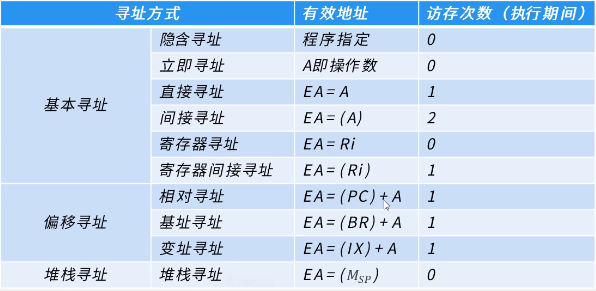 寻址方式 有效地址 访存次数（执行期间）
隐含寻址 程序指定 0
立即寻址 A即操作数 0
直接寻址 EA=A 1
基本寻址 间接寻址 EA=(A) 2
寄存器寻址 EA=Ri 0
寄存器间接寻址 EA=(Ri) 1
相对寻址 EA=(PC)+A 1
偏移寻址 基址寻址 EA=(BR)+A 1
变址寻址 EA=(IX)+A 1
堆栈寻址 堆栈寻址 EA=(M_SP) 0